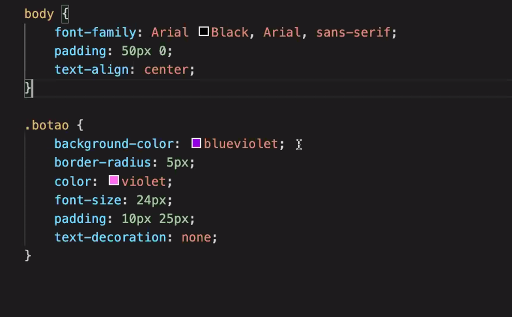 body {
font-family: Arial Black, Arial, sans-serif;
padding: 50px 0;
text-align: center;
}
.botao {
background-color: blueviolet;
border-radius: 5px;
color: violet;
font-size: 24px;
padding: 10px 25px;
text-decoration: none;
}